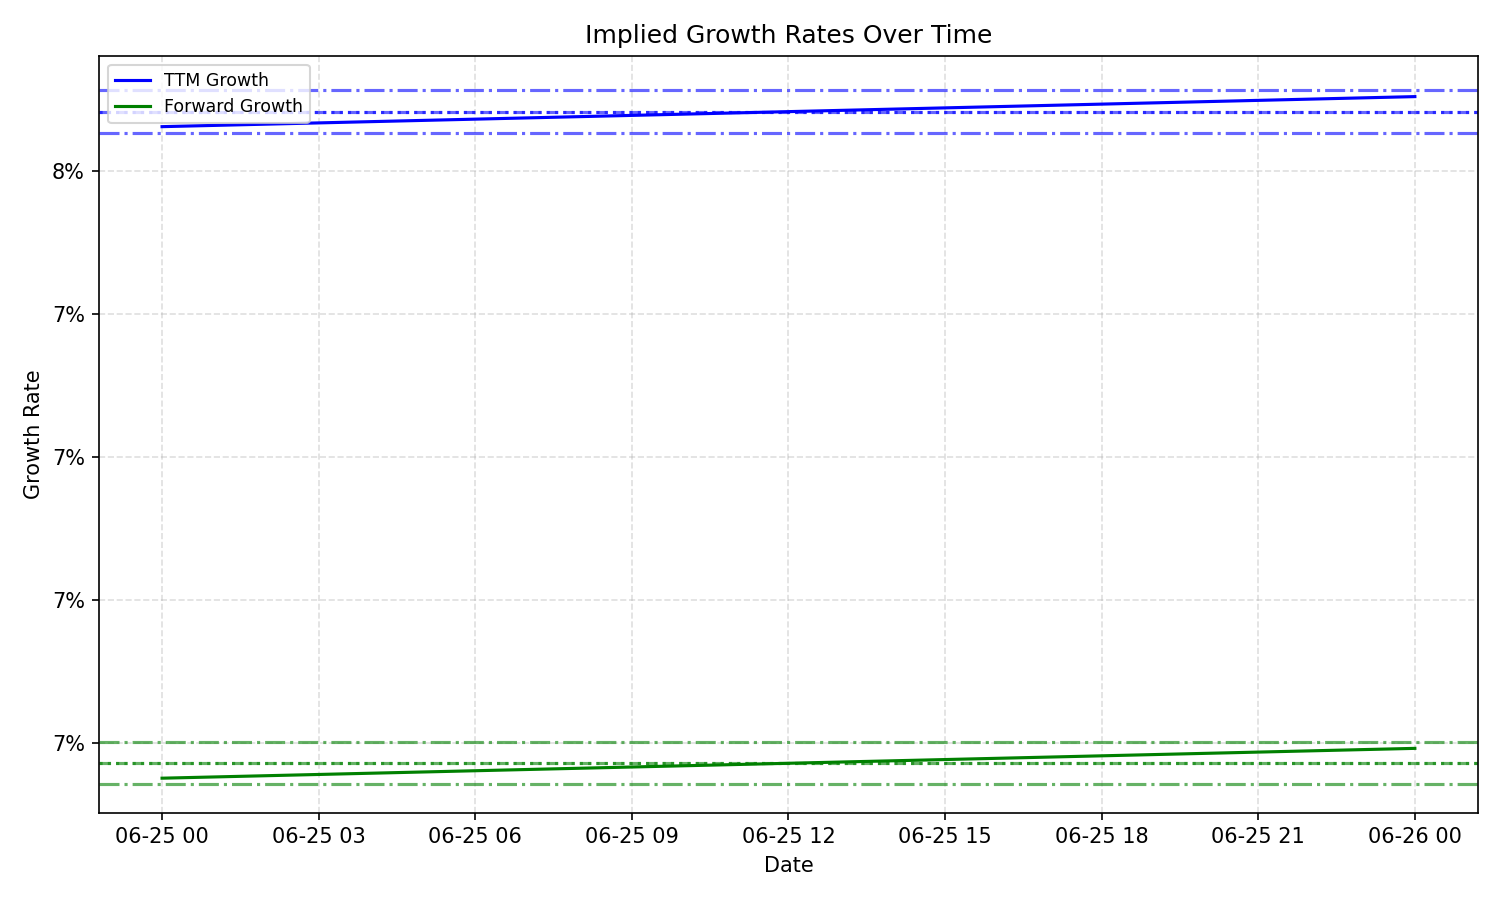 Implied Growth Rates Over Time
TTM Growth
Forward Growth
8%
7%
7%
7%
7%
Growth Rate
06-25 00 06-25 03 06-25 06 06-25 09 06-25 12 06-25 15 06-25 18 06-25 21 06-26 00
Date